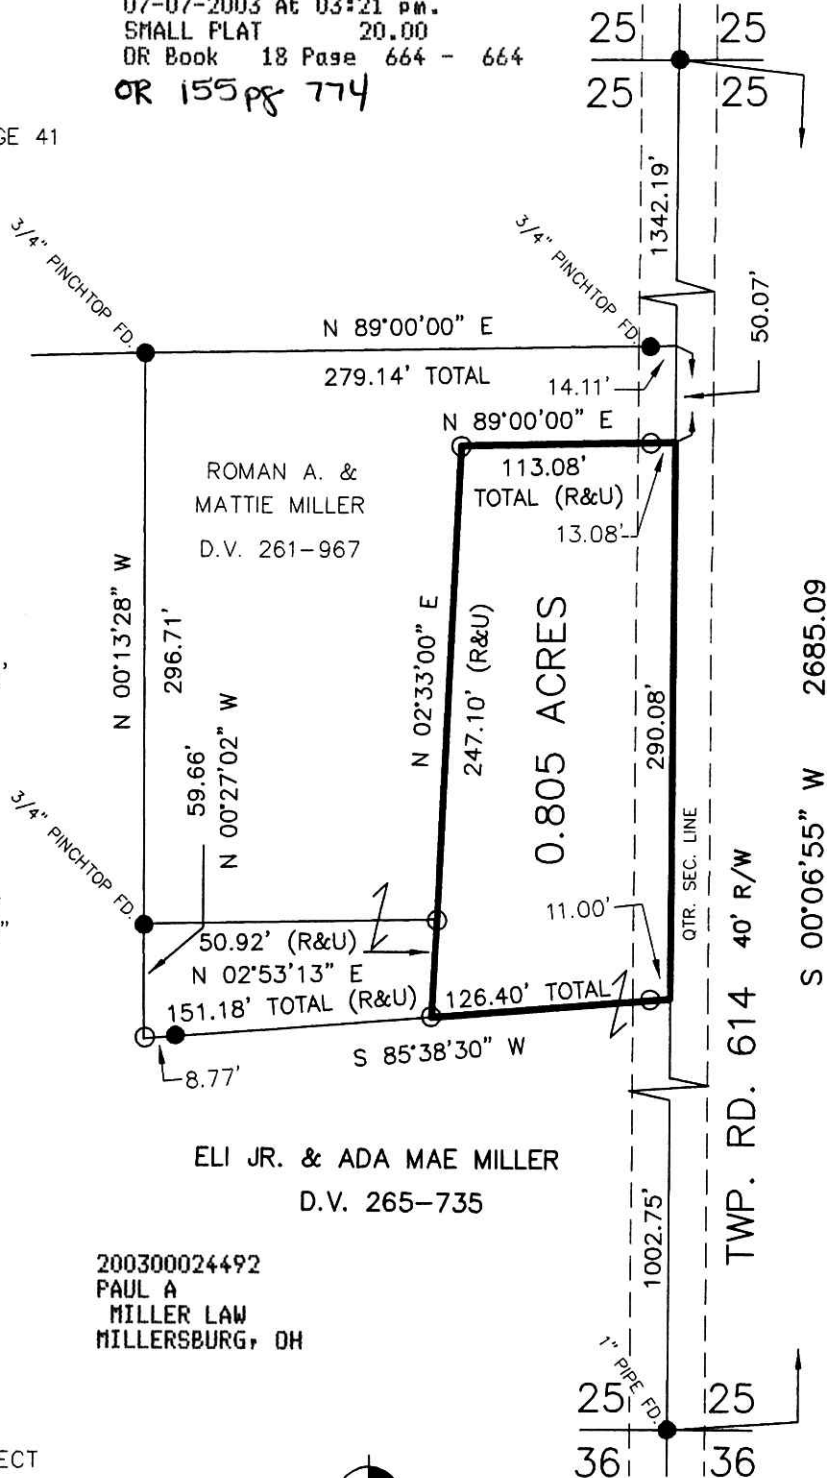 07-07-2003 At 03:21 pm.
SMALL PLAT 20.00
OR Book 18 Page 664 - 664
OR 155 pg 774
GE 41
25 25
25 25
1342.19'
3/4" PINCHTOP FD.
3/4" PINCHTOP FD.
50.07'
N 89°00'00" E
279.14' TOTAL
14.11'
N 89°00'00" E
113.08'
TOTAL (R&U)
13.08'
ROMAN A. &
MATTIE MILLER
D.V. 261-967
N 00°13'28" W
296.71'
N 02°33'00" E
247.10' (R&U)
0.805 ACRES
290.08'
QTR. SEC. LINE
S 00°06'55" W 2685.09
59.66'
N 00°27'02" W
3/4" PINCHTOP FD.
11.00'
TWP. RD. 614 40' R/W
50.92' (R&U)
N 02°53'13" E
151.18' TOTAL (R&U)
126.40' TOTAL
S 85°38'30" W
8.77'
ELI JR. & ADA MAE MILLER
D.V. 265-735
1002.75'
200300024492
PAUL A
MILLER LAW
MILLERSBURG, OH
1" PIPE FD.
25 25
36 36
ECT